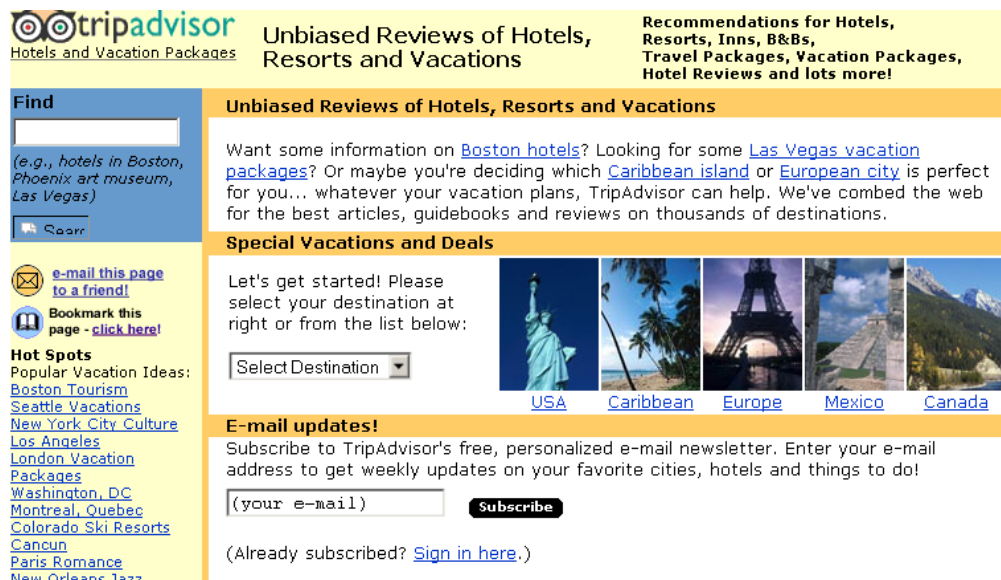 tripadvisor
Hotels and Vacation Packages
Unbiased Reviews of Hotels,
Resorts and Vacations
Recommendations for Hotels,
Resorts, Inns, B&Bs,
Travel Packages, Vacation Packages,
Hotel Reviews and lots more!
Find
(e.g., hotels in Boston,
Phoenix art museum,
Las Vegas)
e-mail this page
to a friend!
Bookmark this
page - click here!
Hot Spots
Popular Vacation Ideas:
Boston Tourism
Seattle Vacations
New York City Culture
Los Angeles
London Vacation
Packages
Washington, DC
Montreal, Quebec
Colorado Ski Resorts
Cancun
Paris Romance
New Orleans Jazz
Unbiased Reviews of Hotels, Resorts and Vacations
Want some information on Boston hotels? Looking for some Las Vegas vacation
packages? Or maybe you're deciding which Caribbean island or European city is perfect
for you... whatever your vacation plans, TripAdvisor can help. We've combed the web
for the best articles, guidebooks and reviews on thousands of destinations.
Special Vacations and Deals
Let's get started! Please
select your destination at
right or from the list below:
Select Destination
USA Caribbean Europe Mexico Canada
E-mail updates!
Subscribe to TripAdvisor's free, personalized e-mail newsletter. Enter your e-mail
address to get weekly updates on your favorite cities, hotels and things to do!
(your e-mail) Subscribe
(Already subscribed? Sign in here.)